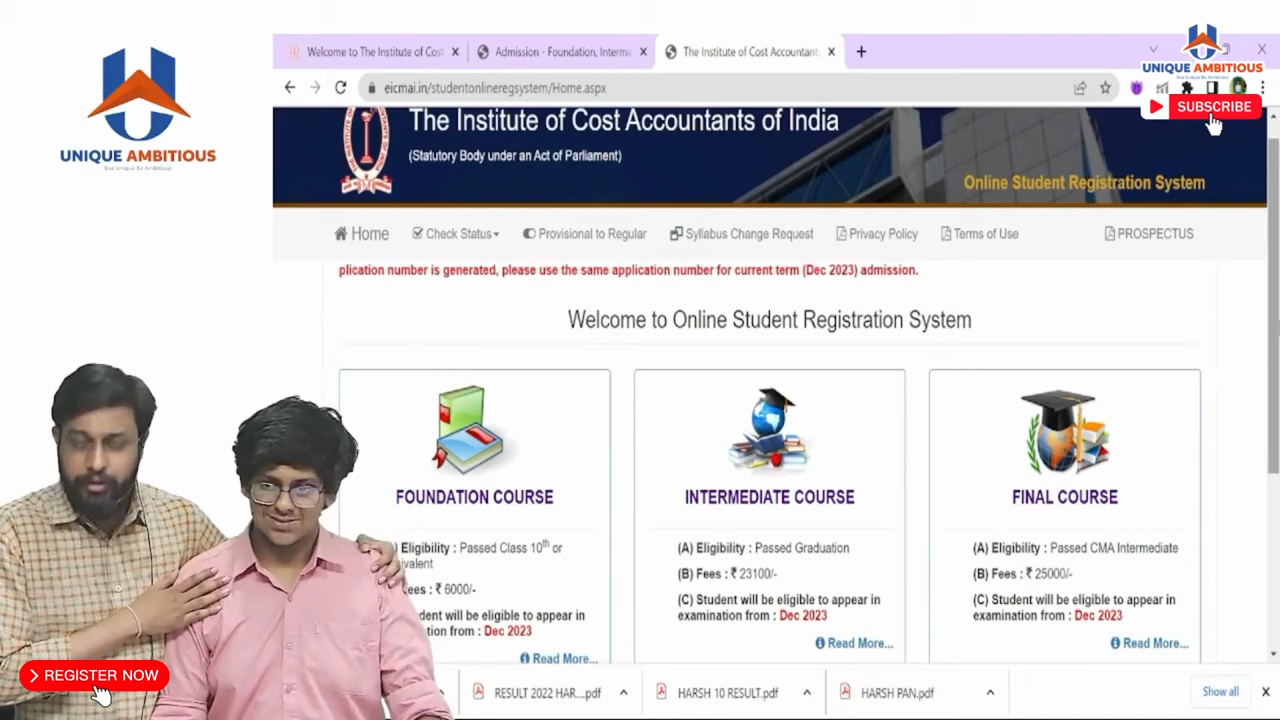 UNIQUE AMBITIOUS
Welcome to The Institute of Cost
Admission - Foundation, Interme
The Institute of Cost Accountant
UNIQUE AMBITIOUS
eicmai.in/studentonlineregsystem/Home.aspx
SUBSCRIBE
The Institute of Cost Accountants of India
(Statutory Body under an Act of Parliament)
Online Student Registration System
Home Check Status Provisional to Regular Syllabus Change Request Privacy Policy Terms of Use PROSPECTUS
plication number is generated, please use the same application number for current term (Dec 2023) admission.
Welcome to Online Student Registration System
FOUNDATION COURSE
Eligibility : Passed Class 10th or
valent
ees : ₹ 6000/-
dent will be eligible to appear in
tion from : Dec 2023
Read More...
INTERMEDIATE COURSE
(A) Eligibility : Passed Graduation
(B) Fees : ₹ 23100/-
(C) Student will be eligible to appear in
examination from : Dec 2023
Read More...
FINAL COURSE
(A) Eligibility : Passed CMA Intermediate
(B) Fees : ₹ 25000/-
(C) Student will be eligible to appear in
examination from : Dec 2023
Read More...
REGISTER NOW
RESULT 2022 HAR....pdf
HARSH 10 RESULT.pdf
HARSH PAN.pdf
Show all